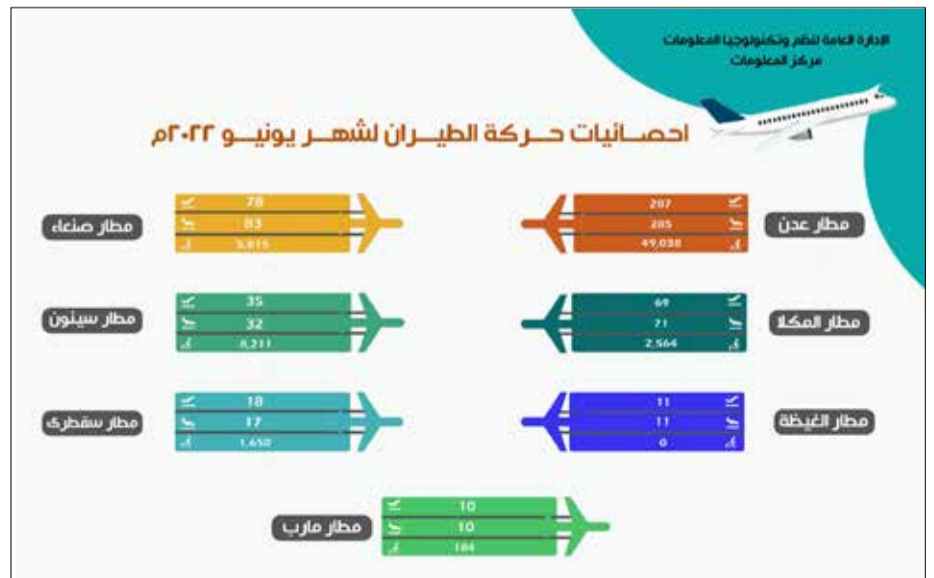 الإدارة العامة لنظم وتكنولوجيا المعلومات
مركز المعلومات
احصائيات حركة الطيران لشهر يونيو ٢٠٢٢م
مطار عدن
287
285
49,038
مطار صنعاء
78
83
مطار المكلا
69
71
2,564
مطار سيئون
35
32
8,211
مطار الغيظة
11
11
0
مطار سقطرى
18
17
1,650
مطار مارب
10
10
184